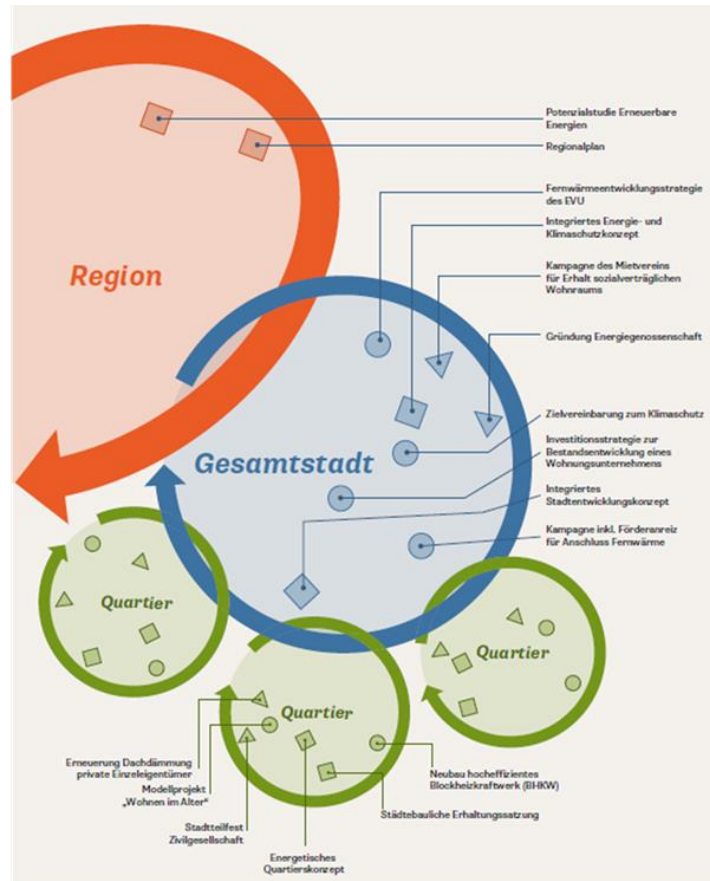 Potenzialstudie Erneuerbare
Energien
Regionalplan
Fernwärmeentwicklungsstrategie
des EVU
Integriertes Energie- und
Klimaschutzkonzept
Region
Kampagne des Mietvereins
für Erhalt sozialverträglichen
Wohnraums
Gründung Energiegenossenschaft
Zielvereinbarung zum Klimaschutz
Gesamtstadt
Investitionsstrategie zur
Bestandsentwicklung eines
Wohnungsunternehmens
Integriertes
Stadtentwicklungskonzept
Kampagne inkl. Förderanreiz
für Anschluss Fernwärme
Quartier
Quartier
Quartier
Erneuerung Dachdämmung
private Einzeleigentümer
Modellprojekt
„Wohnen im Alter“
Stadtteilfest
Zivilgesellschaft
Energetisches
Quartierskonzept
Städtebauliche Erhaltungssatzung
Neubau hocheffizientes
Blockheizkraftwerk (BHKW)